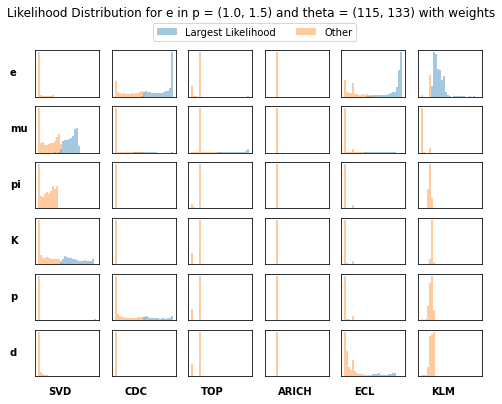 Likelihood Distribution for e in p = (1.0, 1.5) and theta = (115, 133) with weights
Largest Likelihood Other
e
mu
pi
K
p
d
SVD CDC TOP ARICH ECL KLM